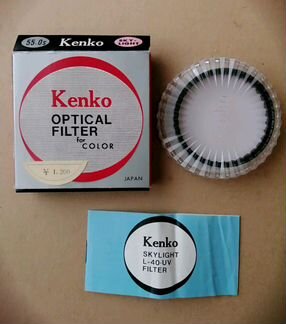 55.0s
Kenko
SKY-
LIGHT
Kenko
OPTICAL
FILTER
for
COLOR
¥ 1,200
JAPAN
Kenko
SKYLIGHT
L-40·UV
FILTER